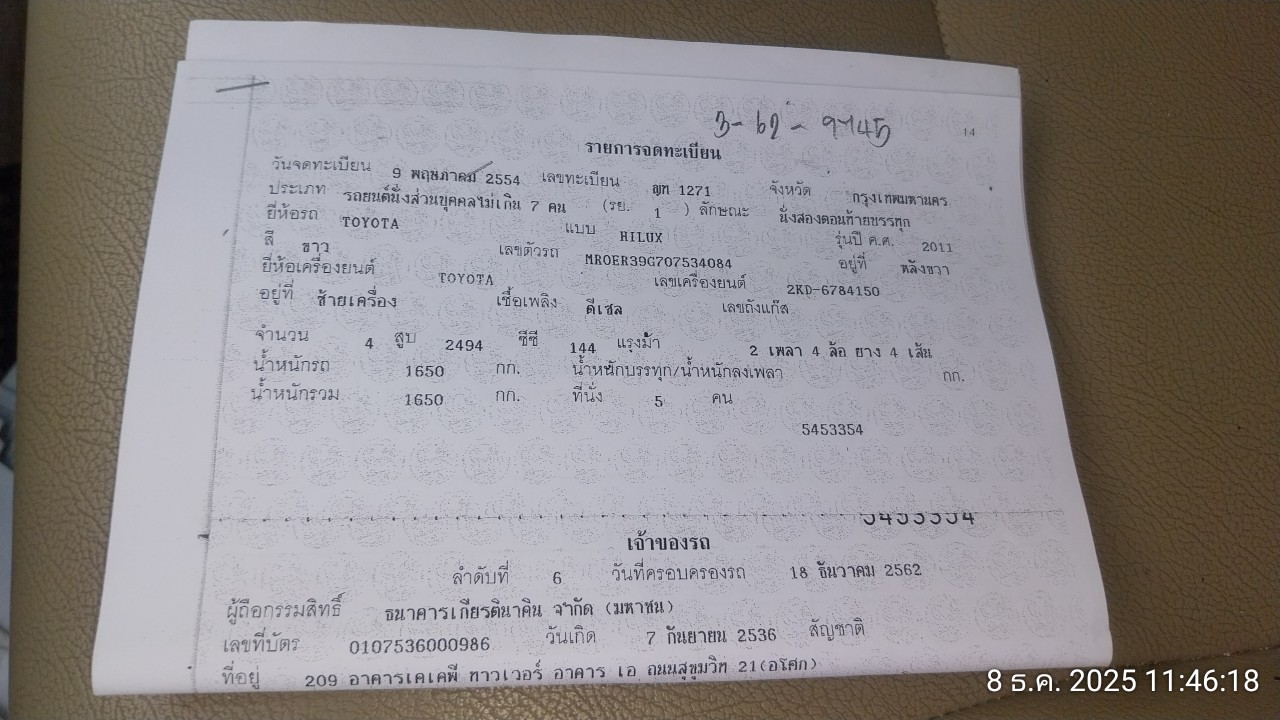 3-62-9745
14
รายการจดทะเบียน
วันจดทะเบียน 9 พฤษภาคม 2554 เลขทะเบียน ญท 1271 จังหวัด กรุงเทพมหานคร
ประเภท รถยนต์นั่งส่วนบุคคลไม่เกิน 7 คน (รย. 1 ) ลักษณะ นั่งสองตอนท้ายบรรทุก
ยี่ห้อรถ TOYOTA แบบ HILUX รุ่นปี ค.ศ. 2011
สี ขาว เลขตัวรถ MROER39G707534084 อยู่ที่ หลังขวา
ยี่ห้อเครื่องยนต์ TOYOTA เลขเครื่องยนต์ 2KD-6784150
อยู่ที่ ซ้ายเครื่อง เชื้อเพลิง ดีเซล เลขถังแก๊ส
จำนวน 4 สูบ 2494 ซีซี 144 แรงม้า 2 เพลา 4 ล้อ ยาง 4 เส้น
น้ำหนักรถ 1650 กก. น้ำหนักบรรทุก/น้ำหนักลงเพลา กก.
น้ำหนักรวม 1650 กก. ที่นั่ง 5 คน
5453354
5453354
เจ้าของรถ
ลำดับที่ 6 วันที่ครอบครองรถ 18 ธันวาคม 2562
ผู้ถือกรรมสิทธิ์ ธนาคารเกียรตินาคิน จำกัด (มหาชน)
เลขที่บัตร 0107536000986 วันเกิด 7 กันยายน 2536 สัญชาติ
ที่อยู่ 209 อาคารเคเคพี ทาวเวอร์ อาคาร เอ ถนนสุขุมวิท 21(อโศก)
8 ธ.ค. 2025 11:46:18